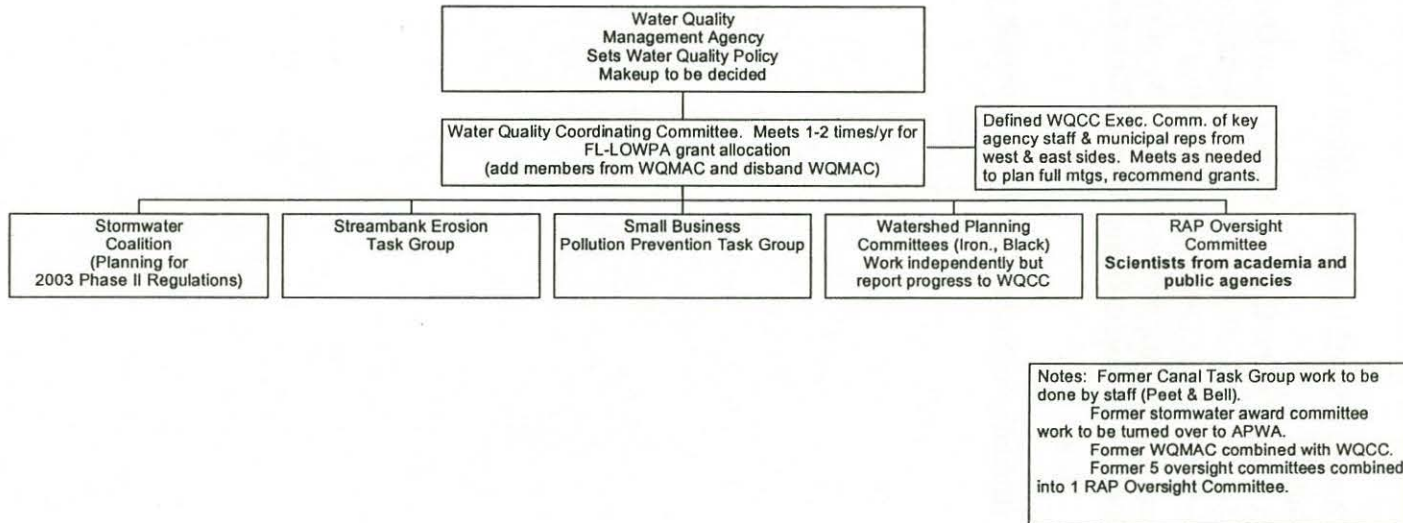 Water Quality
Management Agency
Sets Water Quality Policy
Makeup to be decided
Water Quality Coordinating Committee. Meets 1-2 times/yr for
FL-LOWPA grant allocation
(add members from WQMAC and disband WQMAC)
Defined WQCC Exec. Comm. of key
agency staff & municipal reps from
west & east sides. Meets as needed
to plan full mtgs, recommend grants.
Stormwater
Coalition
(Planning for
2003 Phase II Regulations)
Streambank Erosion
Task Group
Small Business
Pollution Prevention Task Group
Watershed Planning
Committees (Iron., Black)
Work independently but
report progress to WQCC
RAP Oversight
Committee
Scientists from academia and
public agencies
Notes: Former Canal Task Group work to be
done by staff (Peet & Bell).
Former stormwater award committee
work to be turned over to APWA.
Former WQMAC combined with WQCC.
Former 5 oversight committees combined
into 1 RAP Oversight Committee.